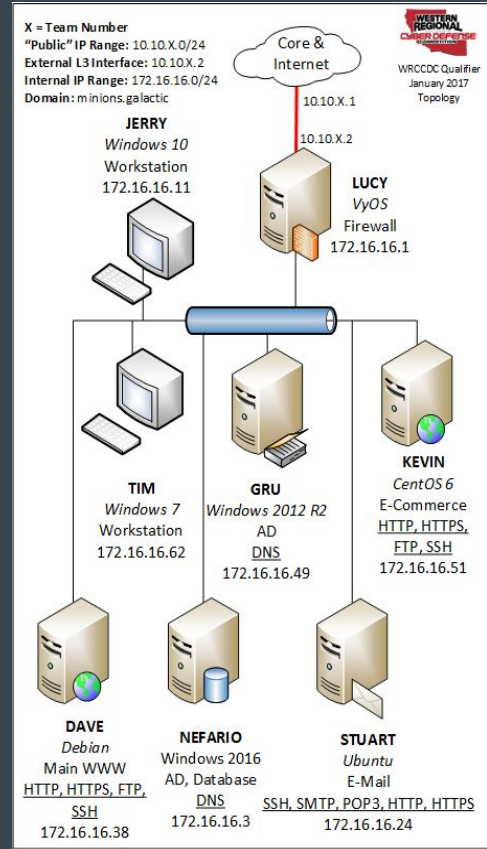 X = Team Number
“Public” IP Range: 10.10.X.0/24
External L3 Interface: 10.10.X.2
Internal IP Range: 172.16.16.0/24
Domain: minions.galactic
WESTERN
REGIONAL
CYBER DEFENSE
COMPETITION
WRCCDC Qualifier
January 2017
Topology
Core &
Internet
10.10.X.1
10.10.X.2
JERRY
Windows 10
Workstation
172.16.16.11
LUCY
VyOS
Firewall
172.16.16.1
TIM
Windows 7
Workstation
172.16.16.62
GRU
Windows 2012 R2
AD
DNS
172.16.16.49
KEVIN
CentOS 6
E-Commerce
HTTP, HTTPS,
FTP, SSH
172.16.16.51
DAVE
Debian
Main WWW
HTTP, HTTPS, FTP,
SSH
172.16.16.38
NEFARIO
Windows 2016
AD, Database
DNS
172.16.16.3
STUART
Ubuntu
E-Mail
SSH, SMTP, POP3, HTTP, HTTPS
172.16.16.24